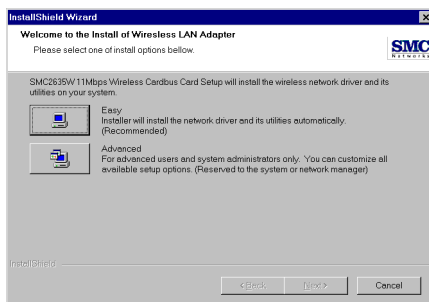 InstallShield Wizard
Welcome to the Install of Wiresless LAN Adapter
Please select one of install options bellow.
SMC
Networks
SMC2635W 11Mbps Wireless Cardbus Card Setup will install the wireless network driver and its
utilities on your system.
Easy
Installer will install the network driver and its utilities automatically.
(Recommended)
Advanced
For advanced users and system administrators only. You can customize all
available setup options. (Reserved to the system or network manager)
InstallShield
< Back
Next >
Cancel